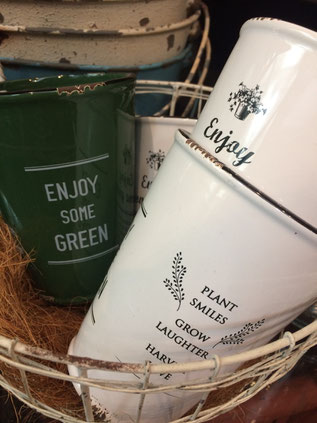 ENJOY
SOME
GREEN
Enjoy
PLANT
SMILES
GROW
LAUGHTER